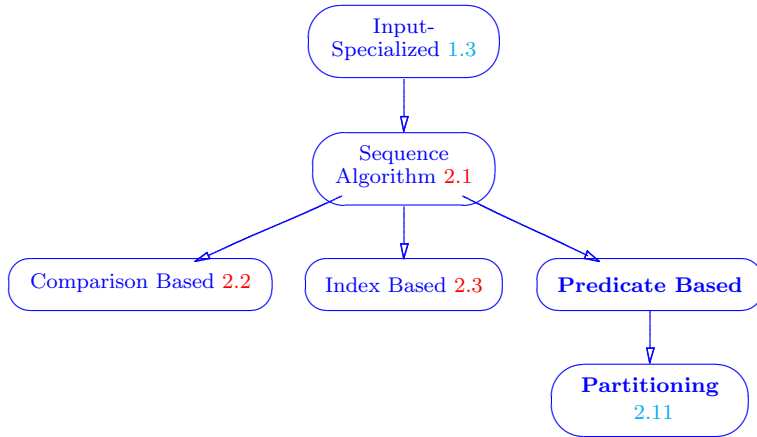 Input-
Specialized 1.3
Sequence
Algorithm 2.1
Comparison Based 2.2
Index Based 2.3
Predicate Based
Partitioning
2.11